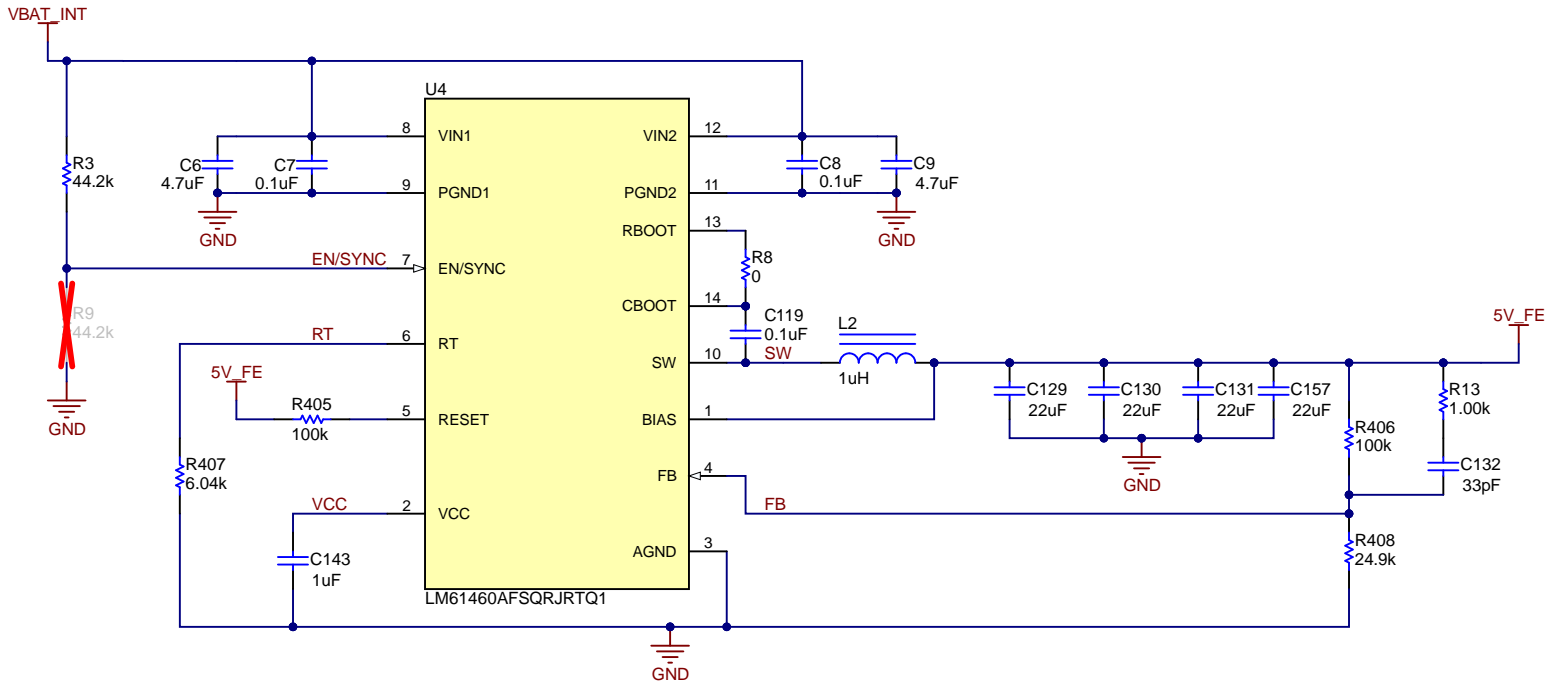 VBAT_INT
U4
8 VIN1 VIN2 12
R3
44.2k
C6
4.7uF
C7
0.1uF
C8
0.1uF
C9
4.7uF
9 PGND1 PGND2 11
GND
GND
RBOOT 13
R8
0
EN/SYNC 7 EN/SYNC
CBOOT 14
R9
44.2k
C119
0.1uF
RT 6 RT
L2
1uH
5V_FE
SW 10 SW
GND
5V_FE
R405
100k
5 RESET
BIAS 1
C129
22uF
C130
22uF
C131
22uF
C157
22uF
R13
1.00k
R406
100k
GND
R407
6.04k
FB 4
C132
33pF
VCC 2 VCC
FB
C143
1uF
AGND 3
R408
24.9k
LM61460AFSQRJRTQ1
GND